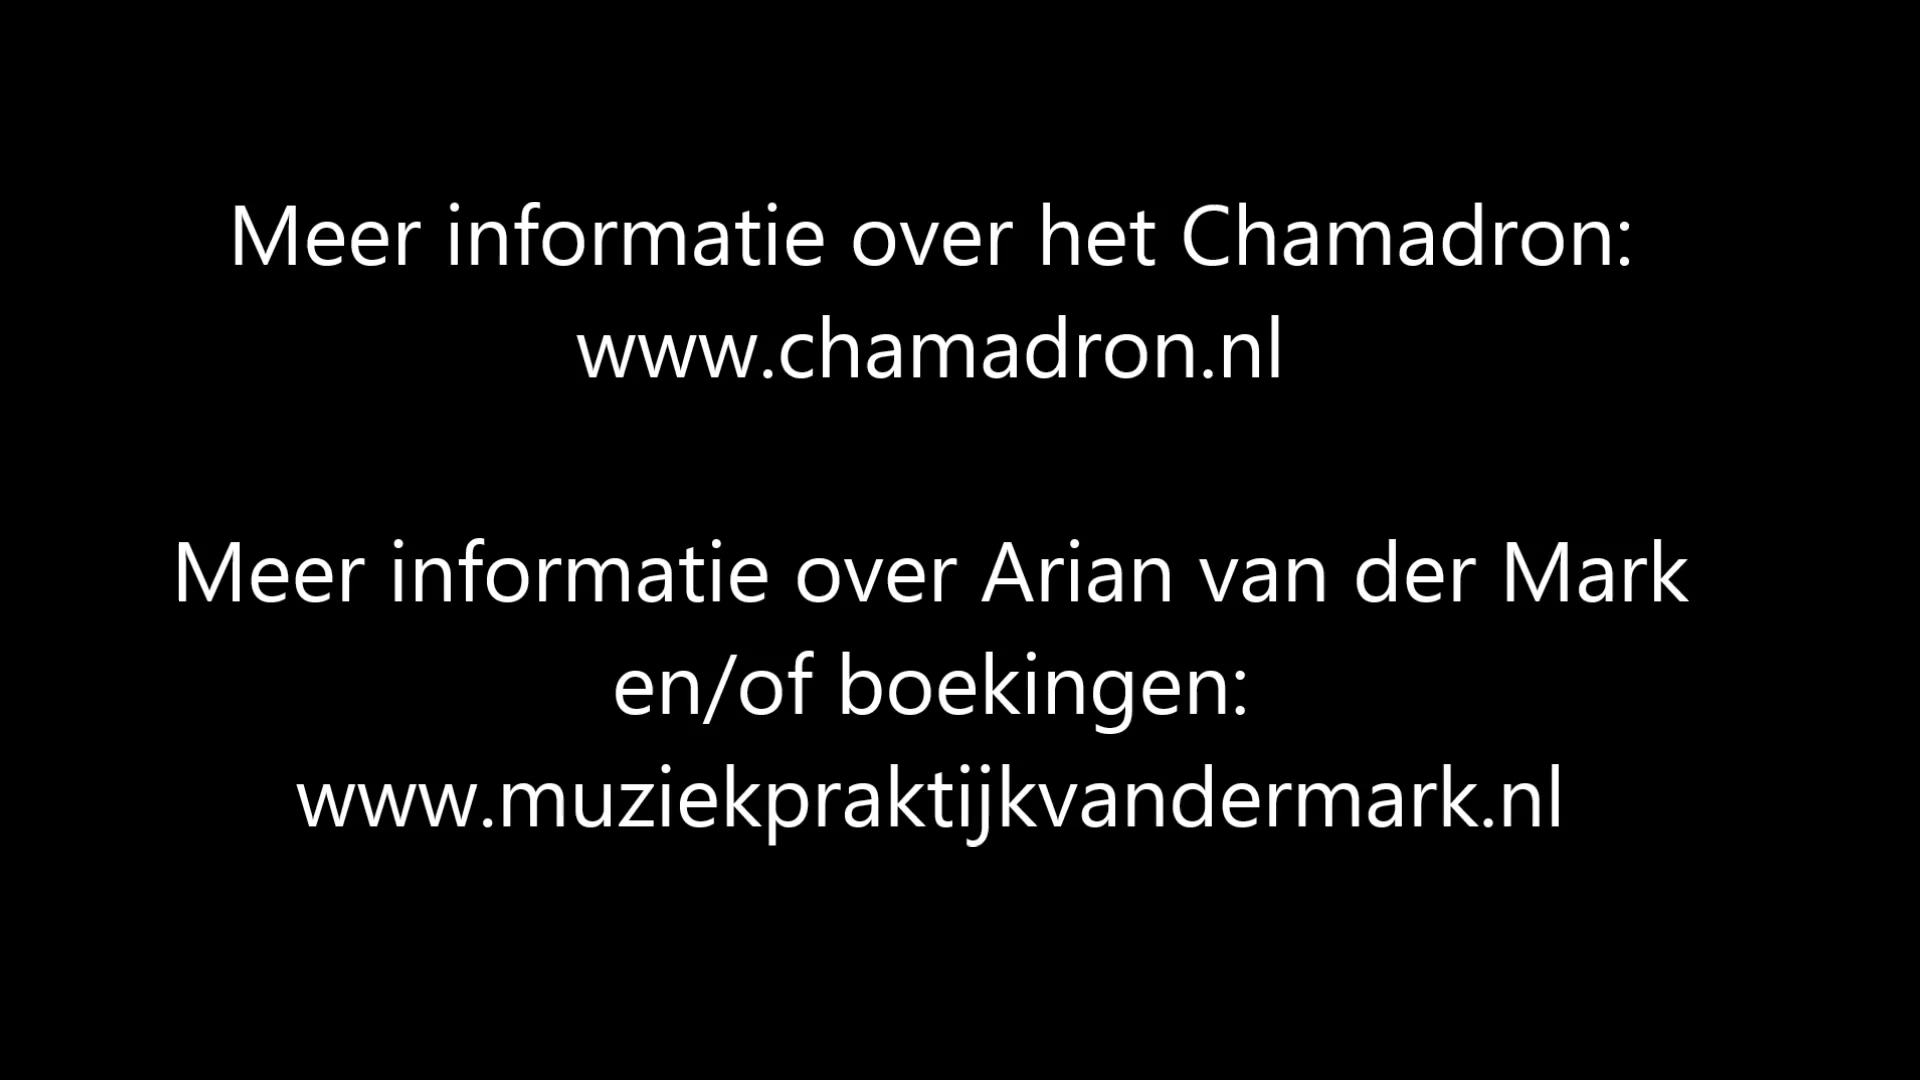 Meer informatie over het Chamadron:
www.chamadron.nl
Meer informatie over Arian van der Mark
en/of boekingen:
www.muziekpraktijkvandermark.nl